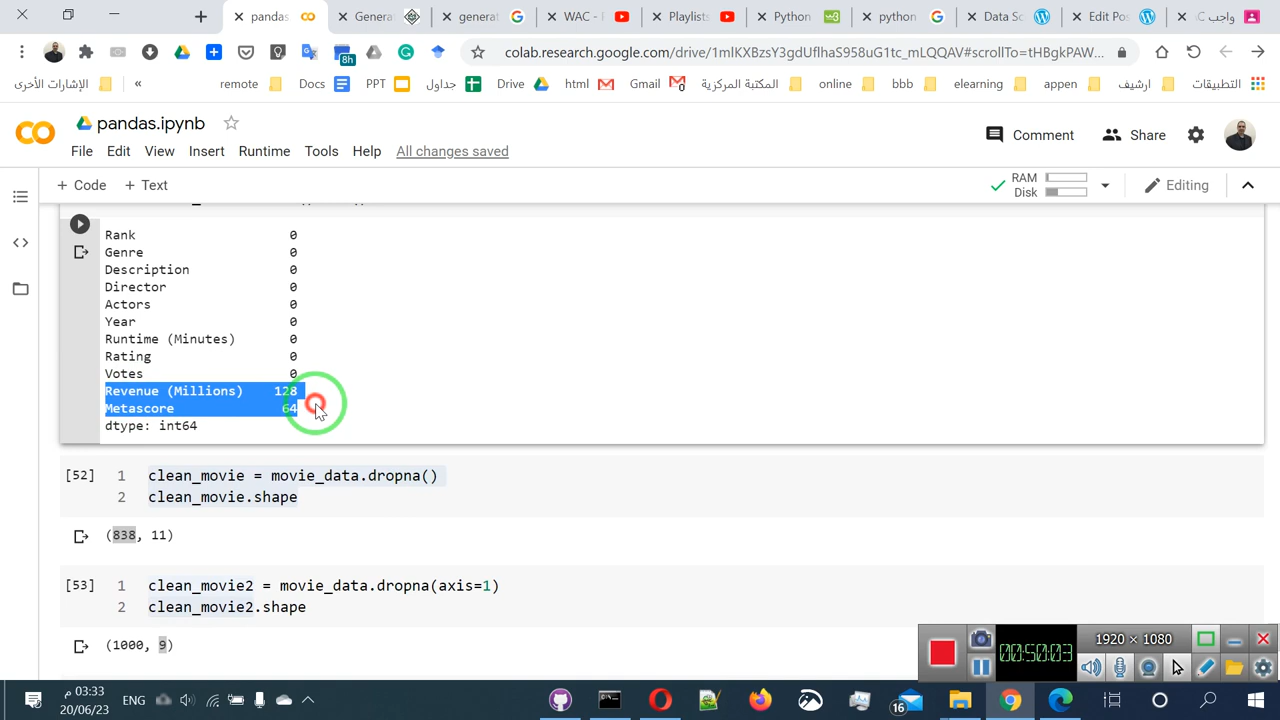 pandas
Genera
generat
WAC - F
Playlists
Python
python
Data Sc
Edit Pos
واجب C
colab.research.google.com/drive/1mlKXBzsY3gdUflhaS958uG1tc_mLQQAV#scrollTo=tHBgkPAW...
8h
الإشارات الأخرى
«
remote
Docs
PPT
جداول
Drive
html
Gmail
المكتبة المركزية
online
bbb
elearning
appen
ارشيف
التطبيقات
pandas.ipynb
Comment
Share
File Edit View Insert Runtime Tools Help All changes saved
+ Code + Text
RAM
Disk
Editing
Rank 0
Genre 0
Description 0
Director 0
Actors 0
Year 0
Runtime (Minutes) 0
Rating 0
Votes 0
Revenue (Millions) 128
Metascore 64
dtype: int64
[52] 1 clean_movie = movie_data.dropna()
2 clean_movie.shape
(838, 11)
[53] 1 clean_movie2 = movie_data.dropna(axis=1)
2 clean_movie2.shape
(1000, 9)
00:50:03
1920 × 1080
03:33 م
20/06/23
ENG
16